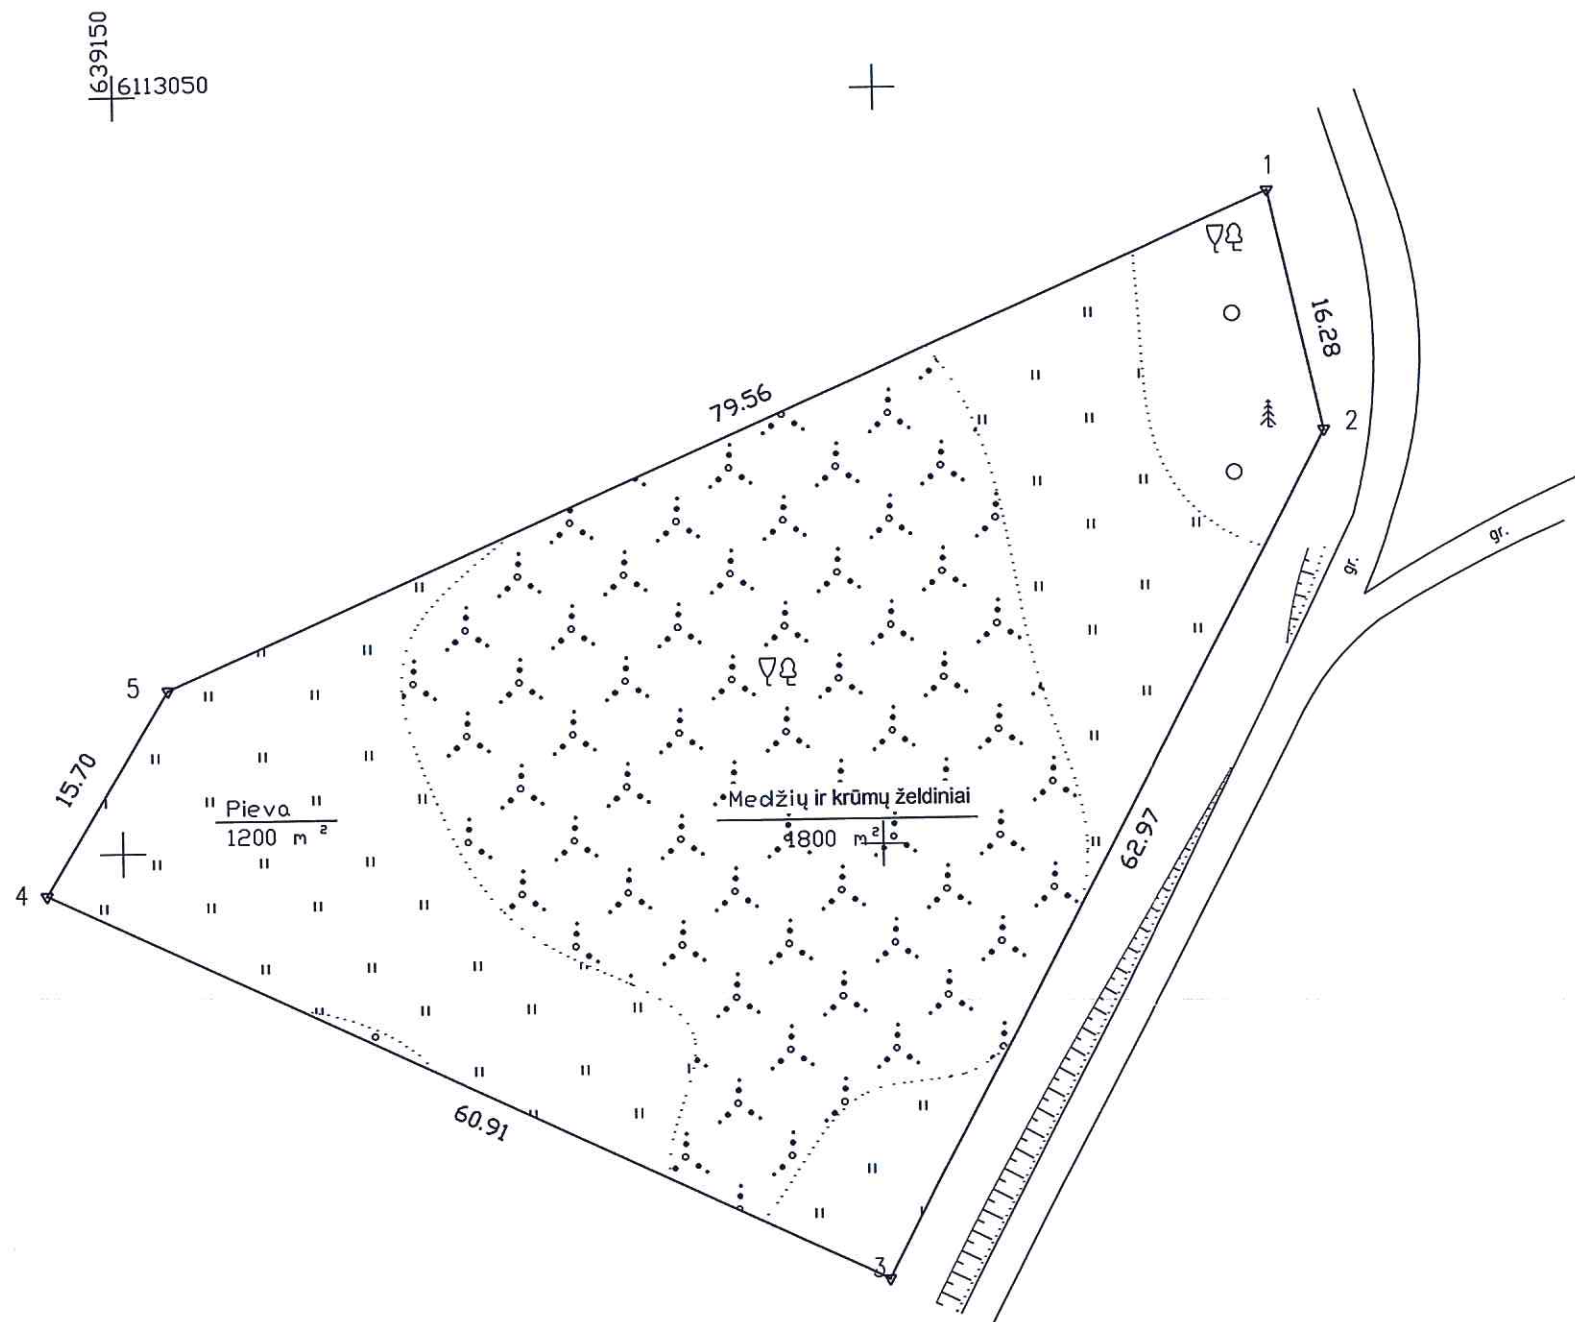 639150
6113050
1
16.28
2
79.56
gr.
gr.
5
15.70
Pieva
1200 m²
Medžių ir krūmų želdiniai
1800 m²
62.97
4
60.91
3